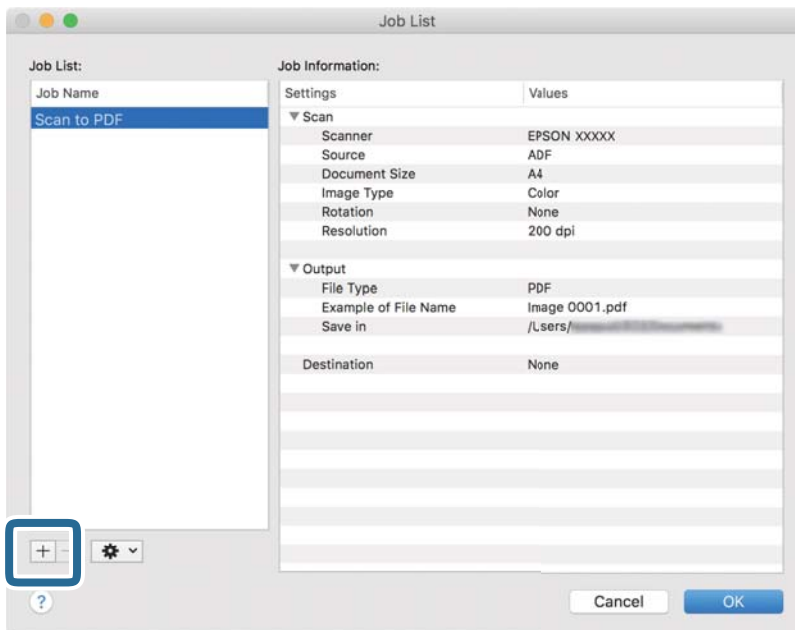 Job List
Job List:
Job Information:
Job Name
Scan to PDF
Settings Values
▼ Scan
Scanner EPSON XXXXX
Source ADF
Document Size A4
Image Type Color
Rotation None
Resolution 200 dpi
▼ Output
File Type PDF
Example of File Name Image 0001.pdf
Save in /Users/
Destination None
+ −
?
Cancel OK